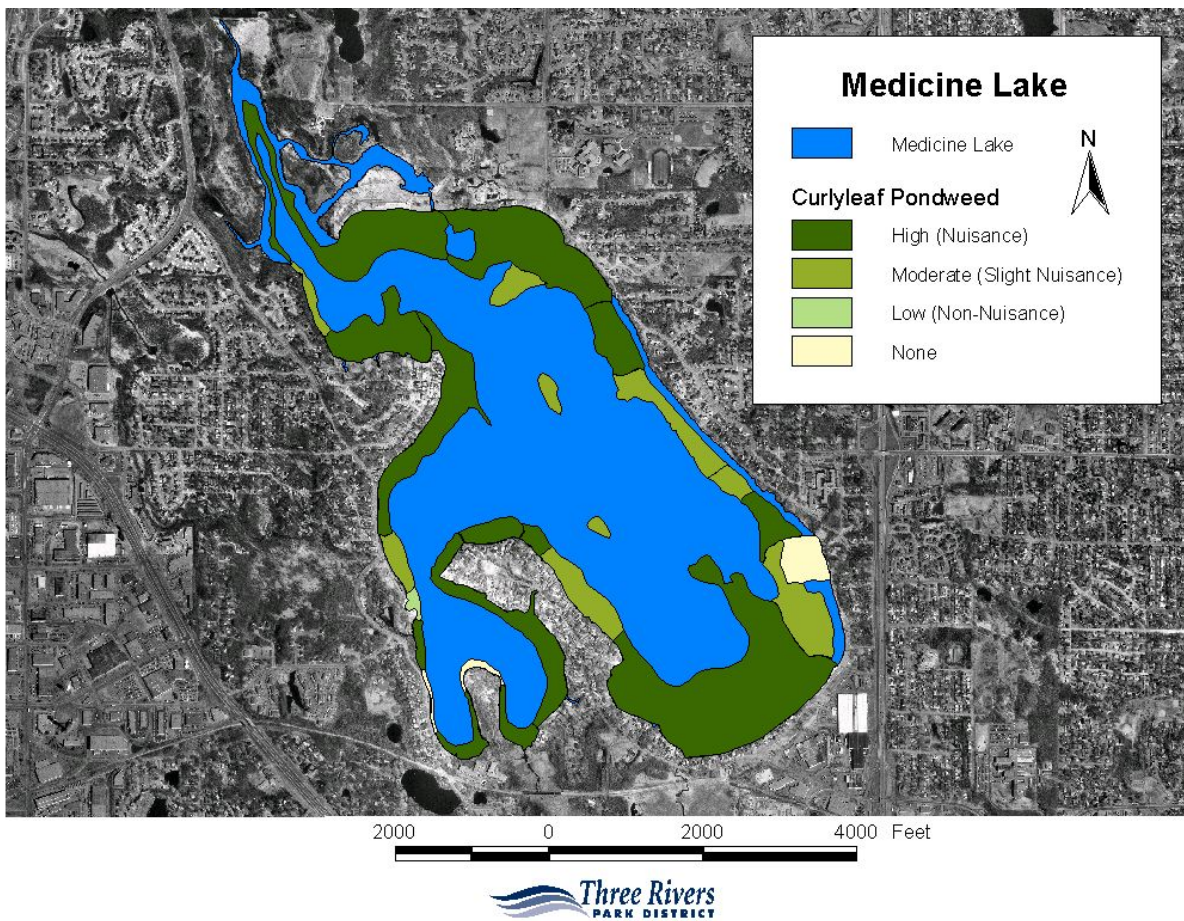 Medicine Lake
Medicine Lake
N
Curlyleaf Pondweed
High (Nuisance)
Moderate (Slight Nuisance)
Low (Non-Nuisance)
None
2000 0 2000 4000 Feet
Three Rivers
PARK DISTRICT